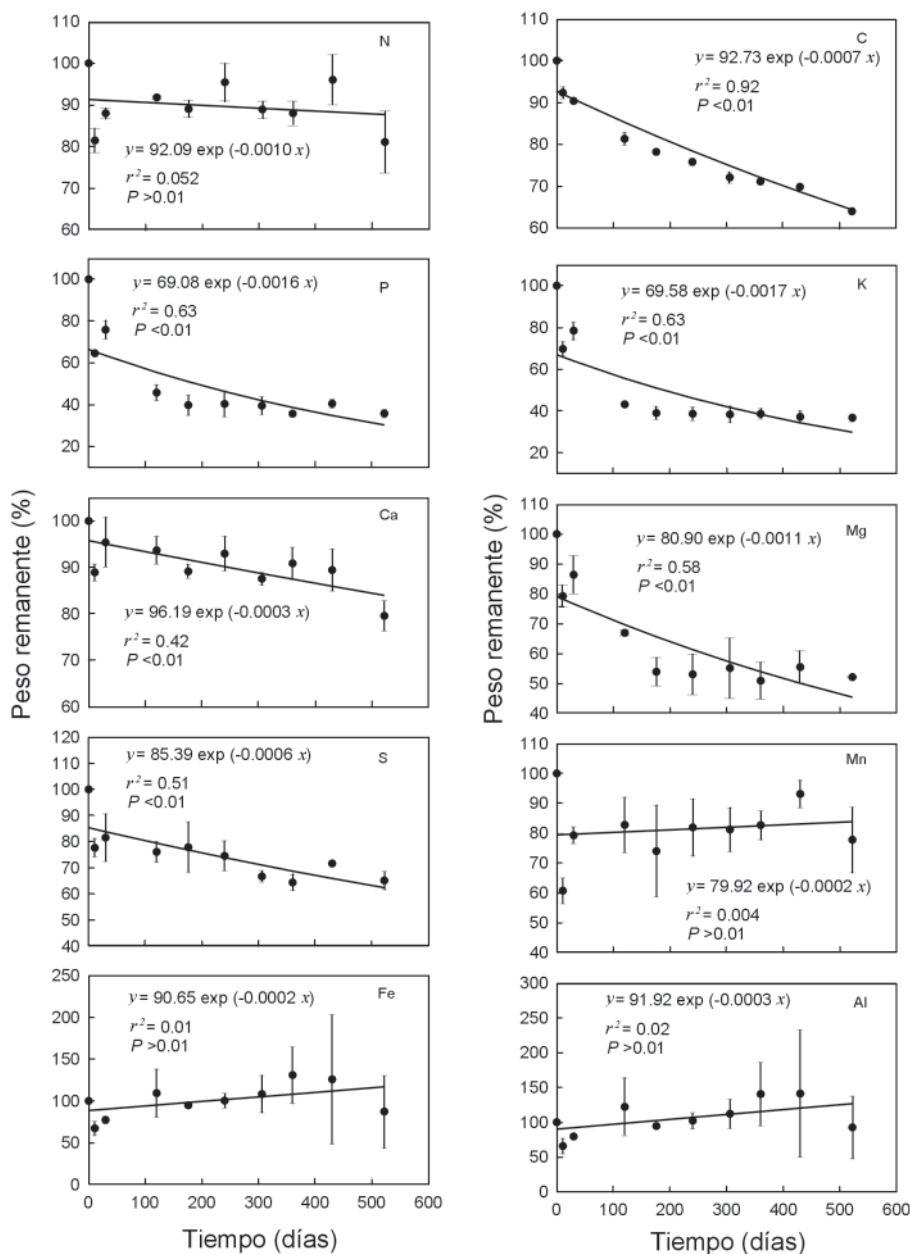 110
100
90
80
70
60
N
y= 92.09 exp (-0.0010 x)
r² = 0.052
P >0.01
110
100
90
80
70
60
C
y= 92.73 exp (-0.0007 x)
r² = 0.92
P <0.01
100
80
60
40
20
P
y= 69.08 exp (-0.0016 x)
r² = 0.63
P <0.01
100
80
60
40
20
K
y= 69.58 exp (-0.0017 x)
r² = 0.63
P <0.01
Peso remanente (%)
100
90
80
70
60
Ca
y= 96.19 exp (-0.0003 x)
r² = 0.42
P <0.01
Peso remanente (%)
110
100
90
80
70
60
50
40
Mg
y= 80.90 exp (-0.0011 x)
r² = 0.58
P <0.01
120
110
100
90
80
70
60
50
40
S
y= 85.39 exp (-0.0006 x)
r² = 0.51
P <0.01
110
100
90
80
70
60
50
40
Mn
y= 79.92 exp (-0.0002 x)
r² = 0.004
P >0.01
250
200
150
100
50
0
Fe
y= 90.65 exp (-0.0002 x)
r² = 0.01
P >0.01
0 100 200 300 400 500 600
Tiempo (días)
300
250
200
150
100
50
0
Al
y= 91.92 exp (-0.0003 x)
r² = 0.02
P >0.01
0 100 200 300 400 500 600
Tiempo (días)